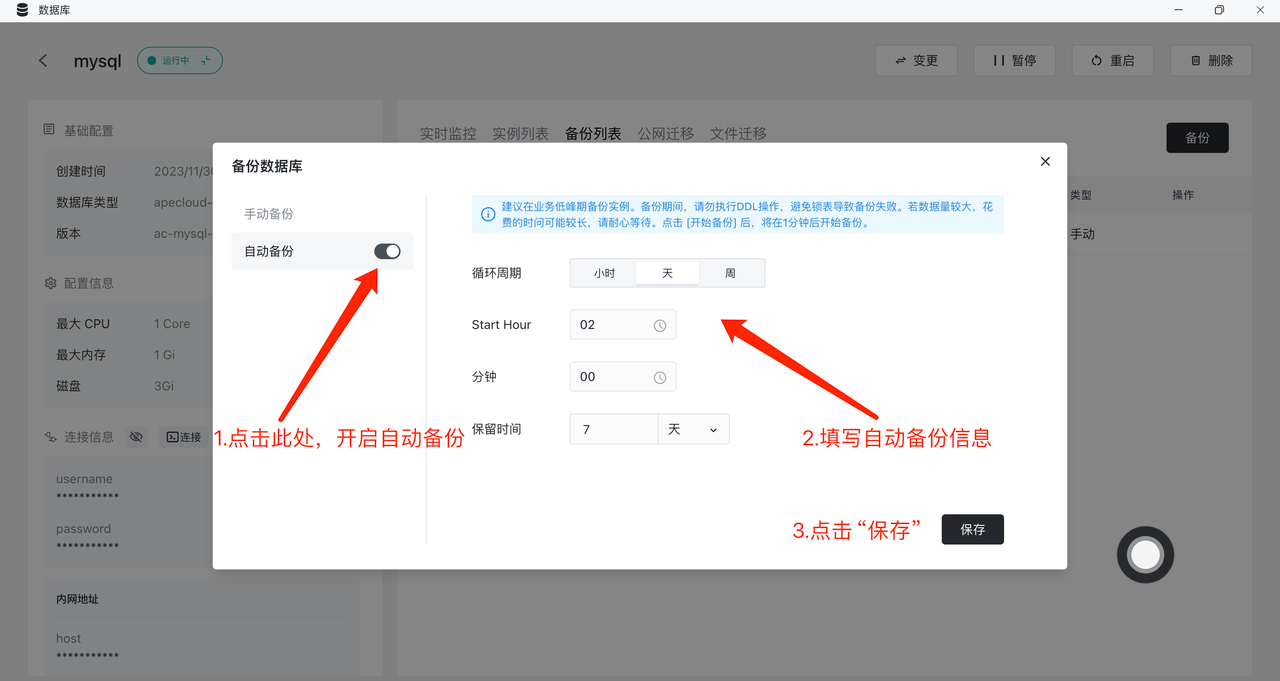 数据库
mysql
运行中
变更
暂停
重启
删除
基础配置
创建时间
2023/11/30
数据库类型
apecloud-
版本
ac-mysql-
配置信息
最大 CPU
1 Core
最大内存
1 Gi
磁盘
3Gi
连接信息
连接
username
***********
password
***********
内网地址
host
***********
实时监控
实例列表
备份列表
公网迁移
文件迁移
备份
类型
操作
手动
备份数据库
手动备份
自动备份
建议在业务低峰期备份实例。备份期间，请勿执行DDL操作，避免锁表导致备份失败。若数据量较大，花
费的时间可能较长，请耐心等待。点击 [开始备份] 后，将在1分钟后开始备份。
循环周期
小时
天
周
Start Hour
02
分钟
00
保留时间
7
天
1.点击此处，开启自动备份
2.填写自动备份信息
3.点击“保存”
保存